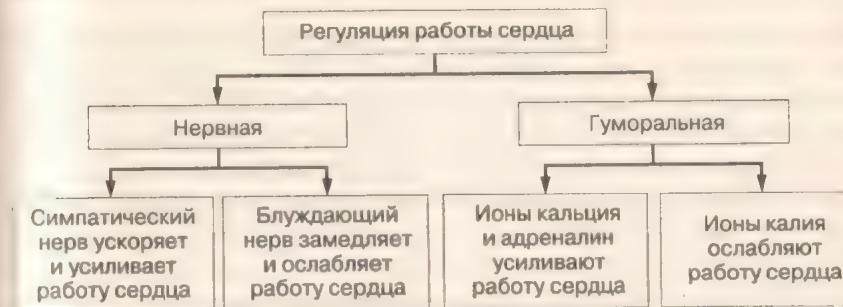 Регуляция работы сердца
Нервная
Гуморальная
Симпатический
нерв ускоряет
и усиливает
работу сердца
Блуждающий
нерв замедляет
и ослабляет
работу сердца
Ионы кальция
и адреналин
усиливают
работу сердца
Ионы калия
ослабляют
работу сердца